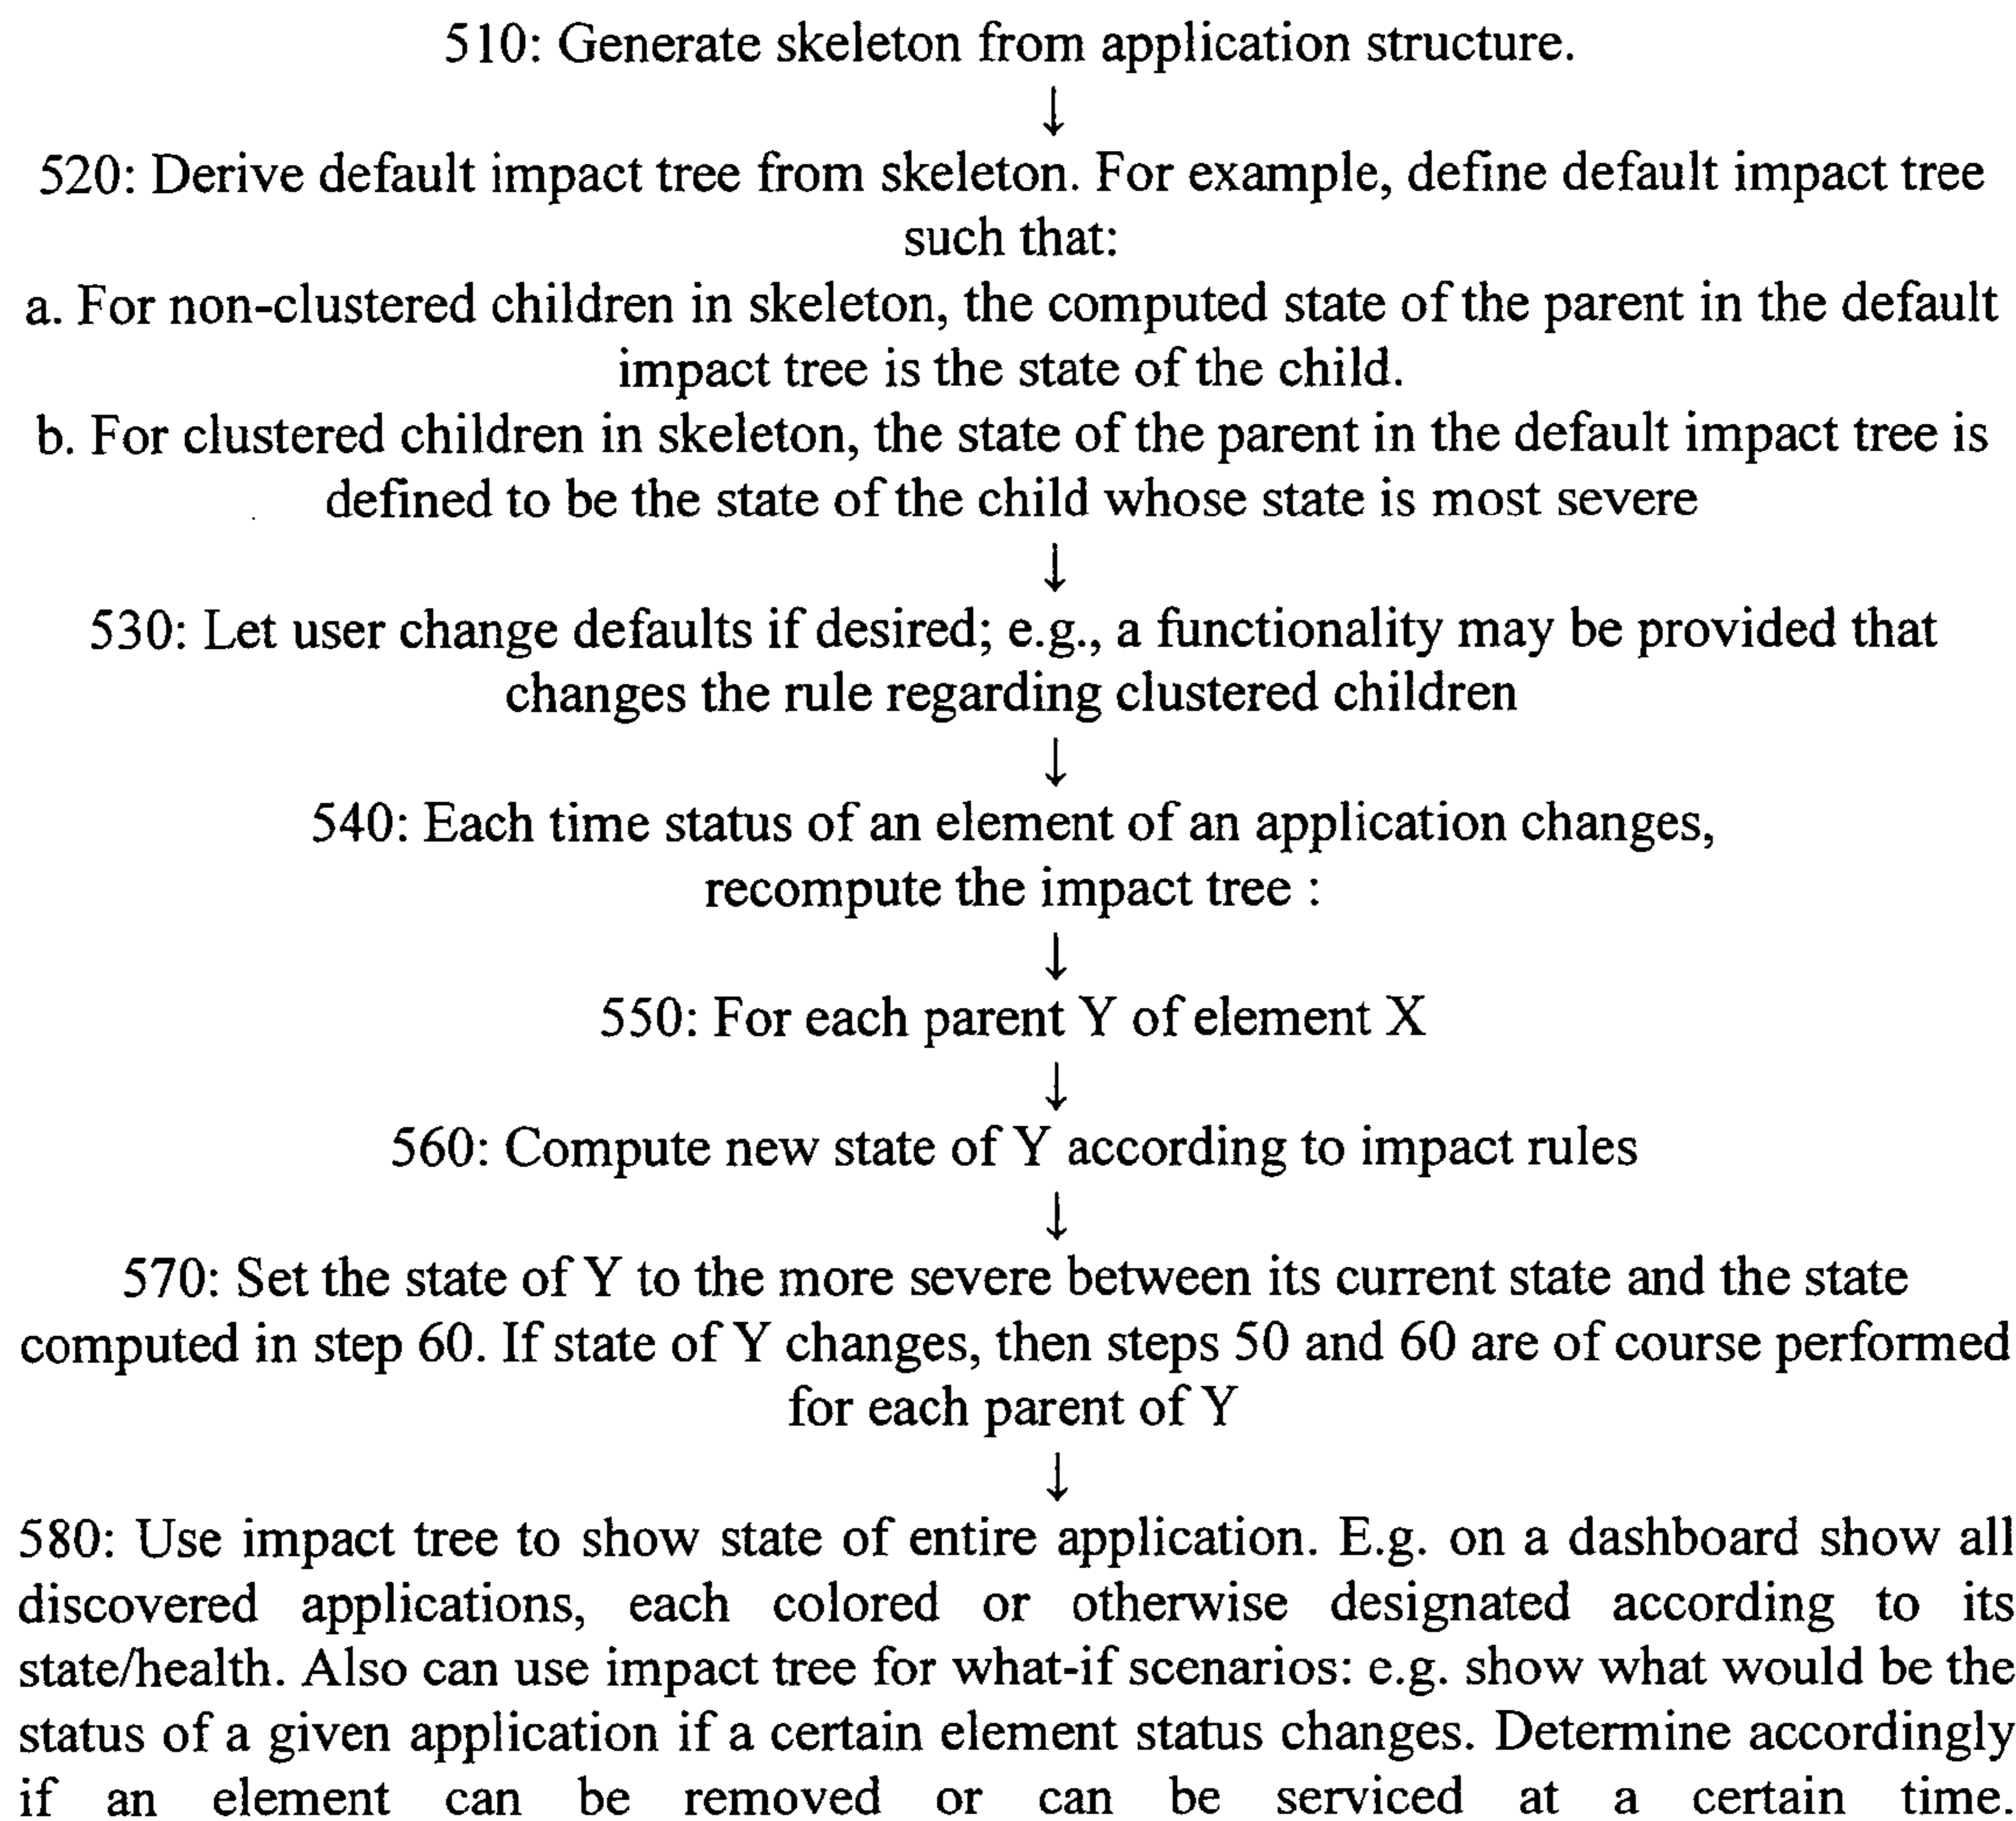 510: Generate skeleton from application structure.
↓
520: Derive default impact tree from skeleton. For example, define default impact tree
such that:
a. For non-clustered children in skeleton, the computed state of the parent in the default
impact tree is the state of the child.
b. For clustered children in skeleton, the state of the parent in the default impact tree is
defined to be the state of the child whose state is most severe
↓
530: Let user change defaults if desired; e.g., a functionality may be provided that
changes the rule regarding clustered children
↓
540: Each time status of an element of an application changes,
recompute the impact tree :
↓
550: For each parent Y of element X
↓
560: Compute new state of Y according to impact rules
↓
570: Set the state of Y to the more severe between its current state and the state
computed in step 60. If state of Y changes, then steps 50 and 60 are of course performed
for each parent of Y
↓
580: Use impact tree to show state of entire application. E.g. on a dashboard show all
discovered applications, each colored or otherwise designated according to its
state/health. Also can use impact tree for what-if scenarios: e.g. show what would be the
status of a given application if a certain element status changes. Determine accordingly
if an element can be removed or can be serviced at a certain time.